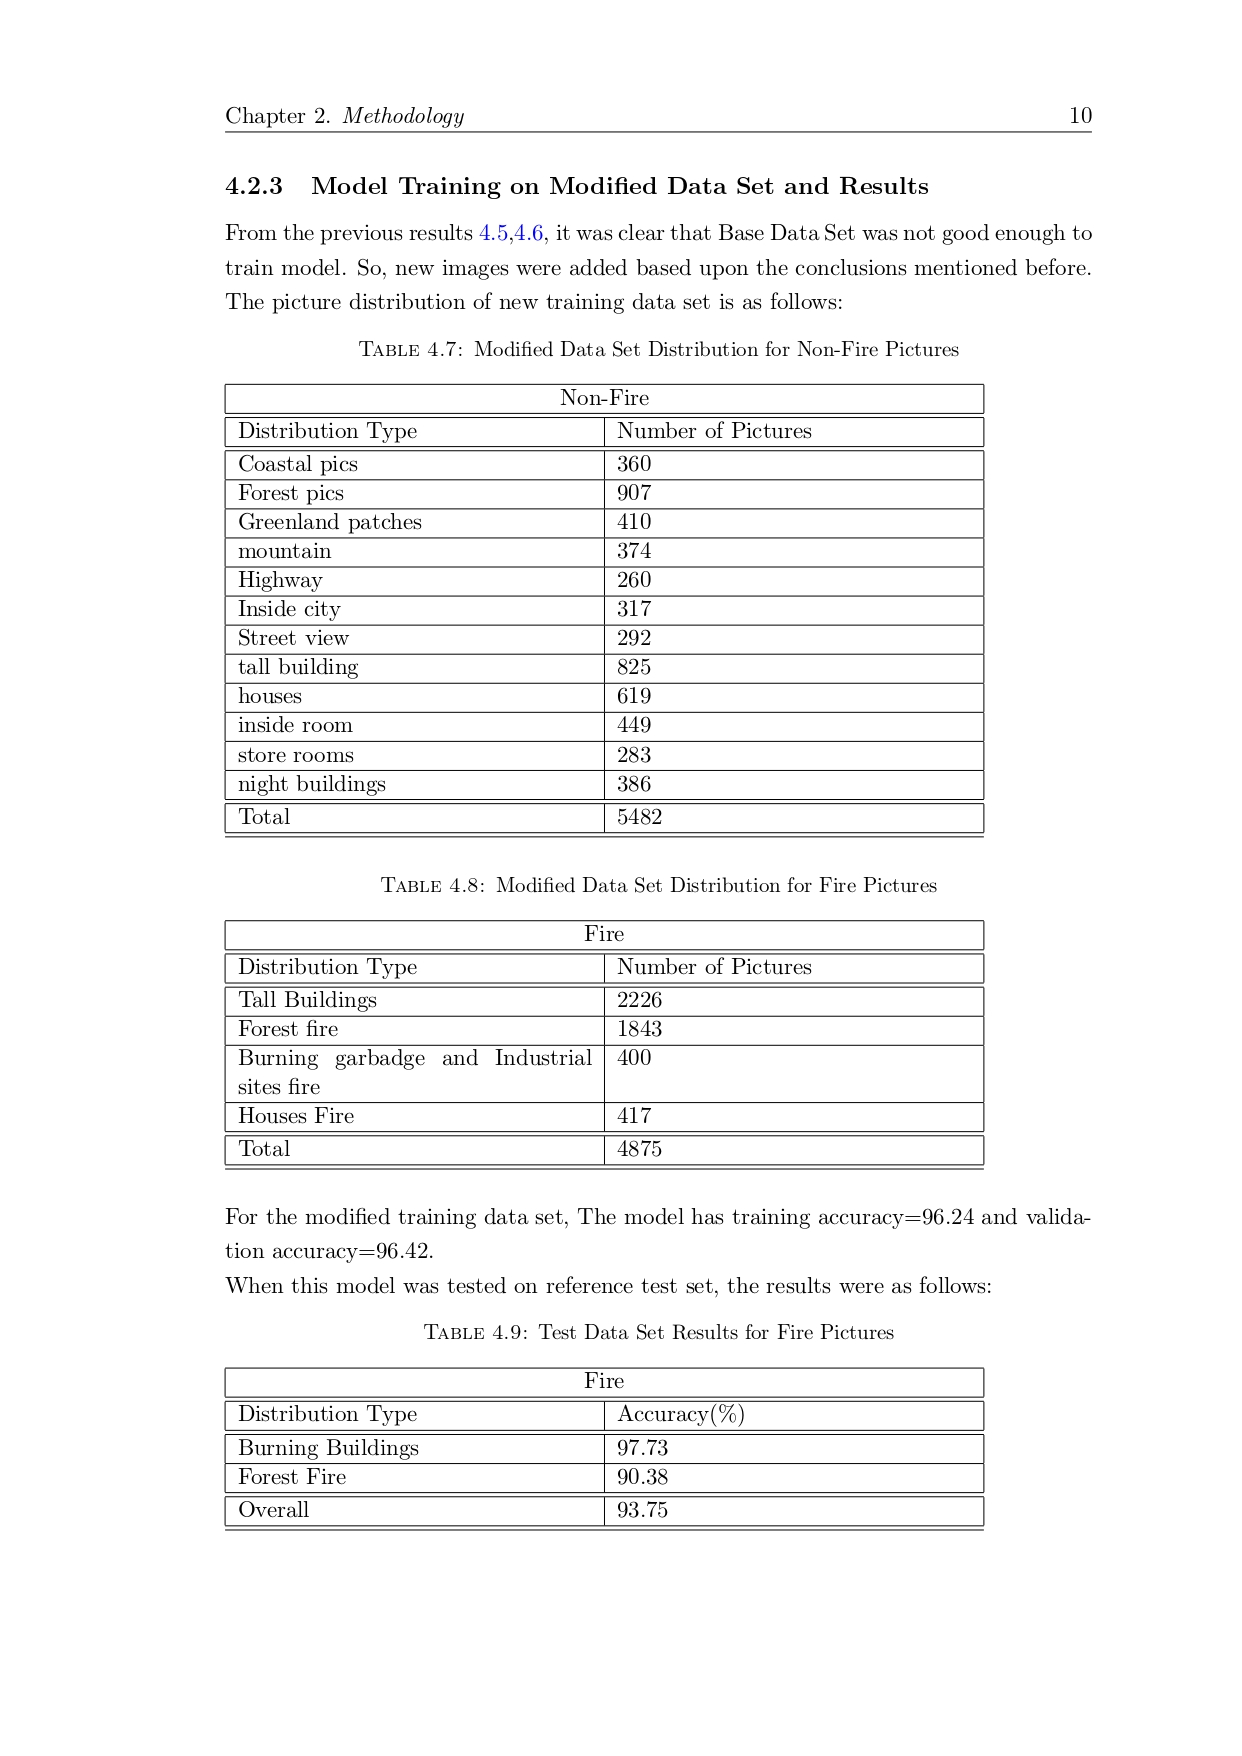 Chapter 2. Methodology 10
4.2.3 Model Training on Modified Data Set and Results
From the previous results 4.5,4.6, it was clear that Base Data Set was not good enough to
train model. So, new images were added based upon the conclusions mentioned before.
The picture distribution of new training data set is as follows:
Table 4.7: Modified Data Set Distribution for Non-Fire Pictures
Non-Fire
Distribution Type Number of Pictures
Coastal pics 360
Forest pics 907
Greenland patches 410
mountain 374
Highway 260
Inside city 317
Street view 292
tall building 825
houses 619
inside room 449
store rooms 283
night buildings 386
Total 5482
Table 4.8: Modified Data Set Distribution for Fire Pictures
Fire
Distribution Type Number of Pictures
Tall Buildings 2226
Forest fire 1843
Burning garbadge and Industrial 400
sites fire
Houses Fire 417
Total 4875
For the modified training data set, The model has training accuracy=96.24 and valida-
tion accuracy=96.42.
When this model was tested on reference test set, the results were as follows:
Table 4.9: Test Data Set Results for Fire Pictures
Fire
Distribution Type Accuracy(%)
Burning Buildings 97.73
Forest Fire 90.38
Overall 93.75